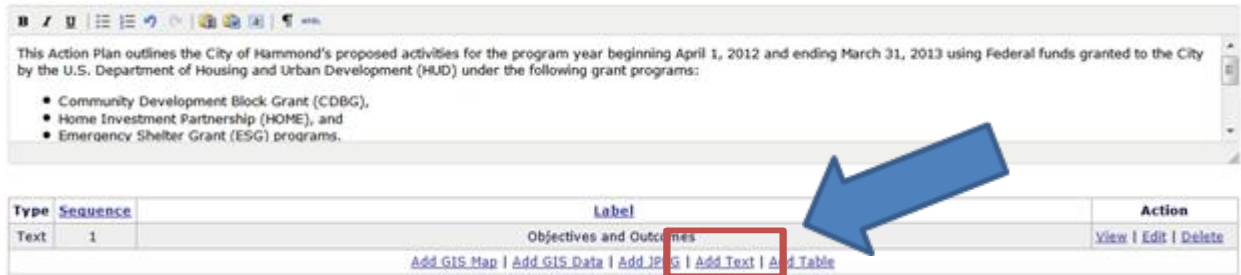 B I U
This Action Plan outlines the City of Hammond's proposed activities for the program year beginning April 1, 2012 and ending March 31, 2013 using Federal funds granted to the City
by the U.S. Department of Housing and Urban Development (HUD) under the following grant programs:
• Community Development Block Grant (CDBG),
• Home Investment Partnership (HOME), and
• Emergency Shelter Grant (ESG) programs.
Type Sequence Label Action
Text 1 Objectives and Outcomes View | Edit | Delete
Add GIS Map | Add GIS Data | Add JPEG | Add Text | Add Table